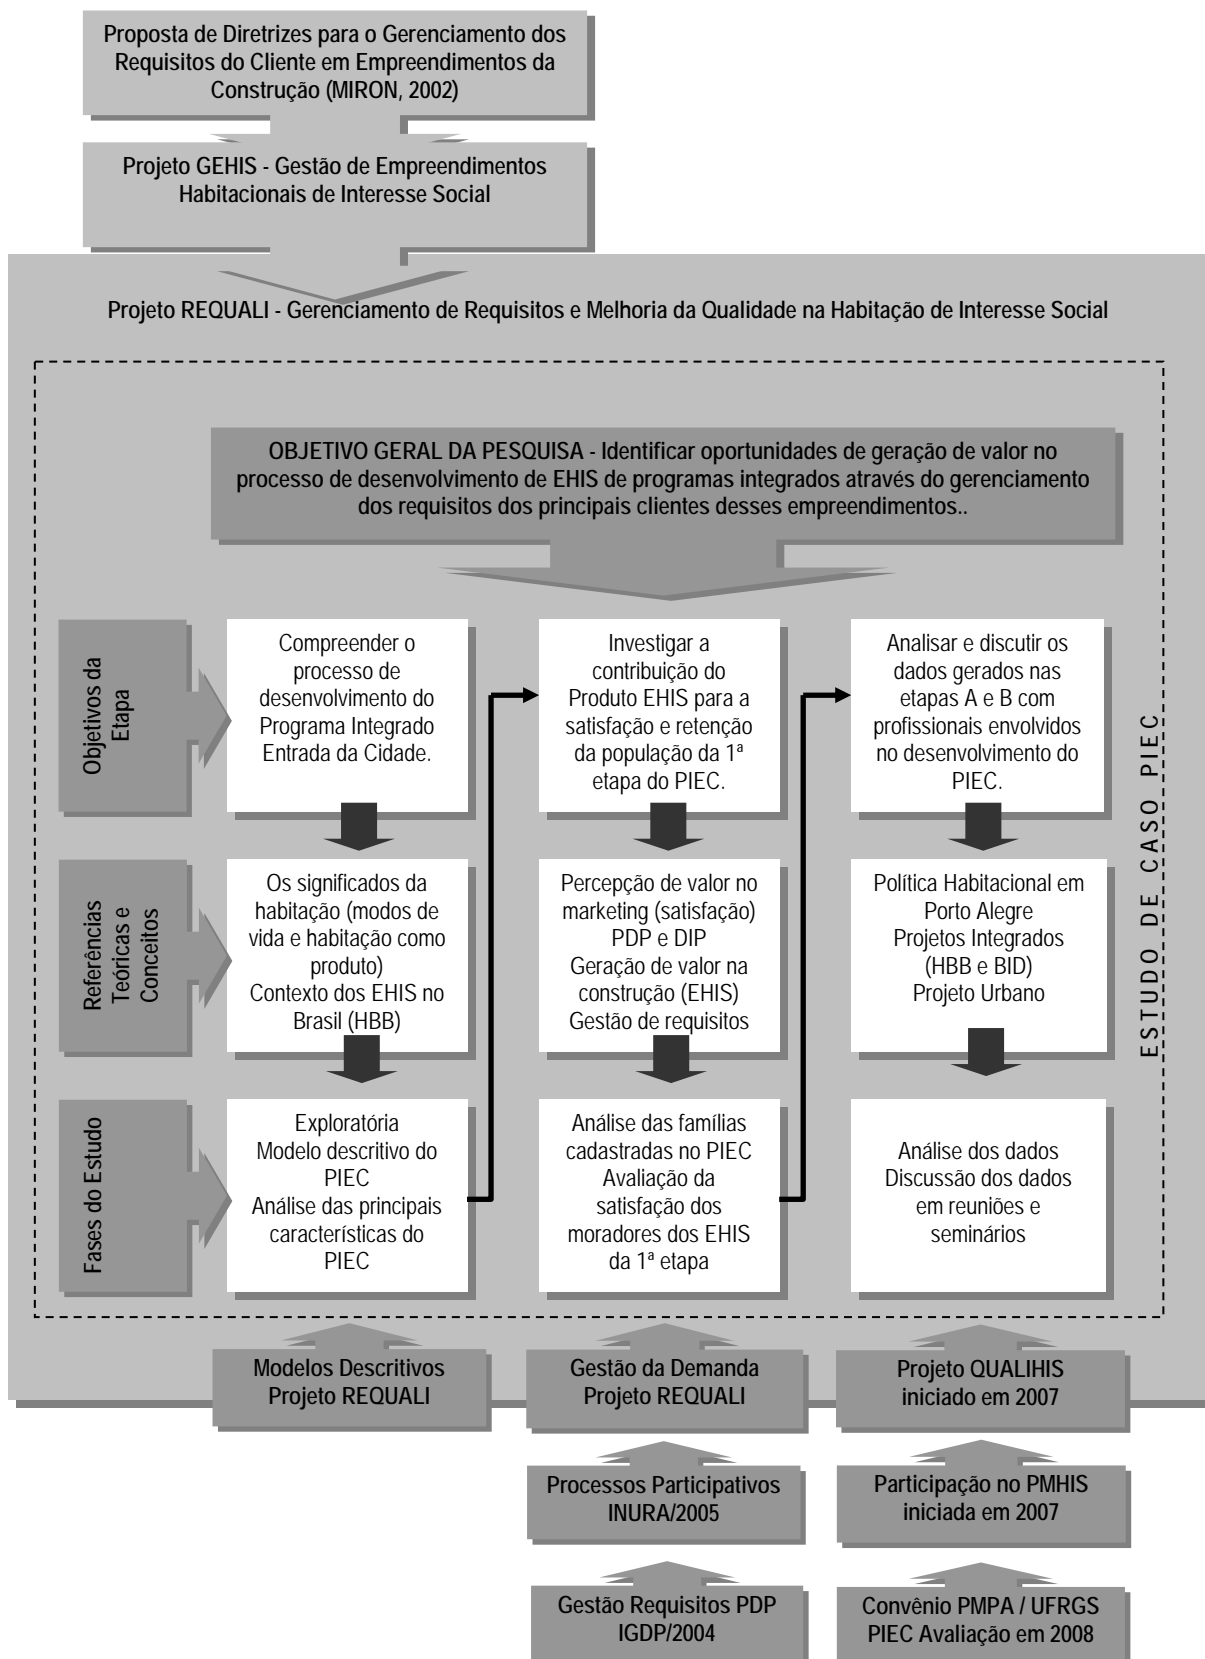 Proposta de Diretrizes para o Gerenciamento dos
Requisitos do Cliente em Empreendimentos da
Construção (MIRON, 2002)
Projeto GEHIS - Gestão de Empreendimentos
Habitacionais de Interesse Social
Projeto REQUALI - Gerenciamento de Requisitos e Melhoria da Qualidade na Habitação de Interesse Social
OBJETIVO GERAL DA PESQUISA - Identificar oportunidades de geração de valor no
processo de desenvolvimento de EHIS de programas integrados através do gerenciamento
dos requisitos dos principais clientes desses empreendimentos..
Objetivos da
Etapa
Compreender o
processo de
desenvolvimento do
Programa Integrado
Entrada da Cidade.
Investigar a
contribuição do
Produto EHIS para a
satisfação e retenção
da população da 1ª
etapa do PIEC.
Analisar e discutir os
dados gerados nas
etapas A e B com
profissionais envolvidos
no desenvolvimento do
PIEC.
Referências
Teóricas e
Conceitos
Os significados da
habitação (modos de
vida e habitação como
produto)
Contexto dos EHIS no
Brasil (HBB)
Percepção de valor no
marketing (satisfação)
PDP e DIP
Geração de valor na
construção (EHIS)
Gestão de requisitos
Política Habitacional em
Porto Alegre
Projetos Integrados
(HBB e BID)
Projeto Urbano
Fases do Estudo
Exploratória
Modelo descritivo do
PIEC
Análise das principais
características do
PIEC
Análise das famílias
cadastradas no PIEC
Avaliação da
satisfação dos
moradores dos EHIS
da 1ª etapa
Análise dos dados
Discussão dos dados
em reuniões e
seminários
ESTUDO DE CASO PIEC
Modelos Descritivos
Projeto REQUALI
Gestão da Demanda
Projeto REQUALI
Projeto QUALIHIS
iniciado em 2007
Processos Participativos
INURA/2005
Participação no PMHIS
iniciada em 2007
Gestão Requisitos PDP
IGDP/2004
Convênio PMPA / UFRGS
PIEC Avaliação em 2008